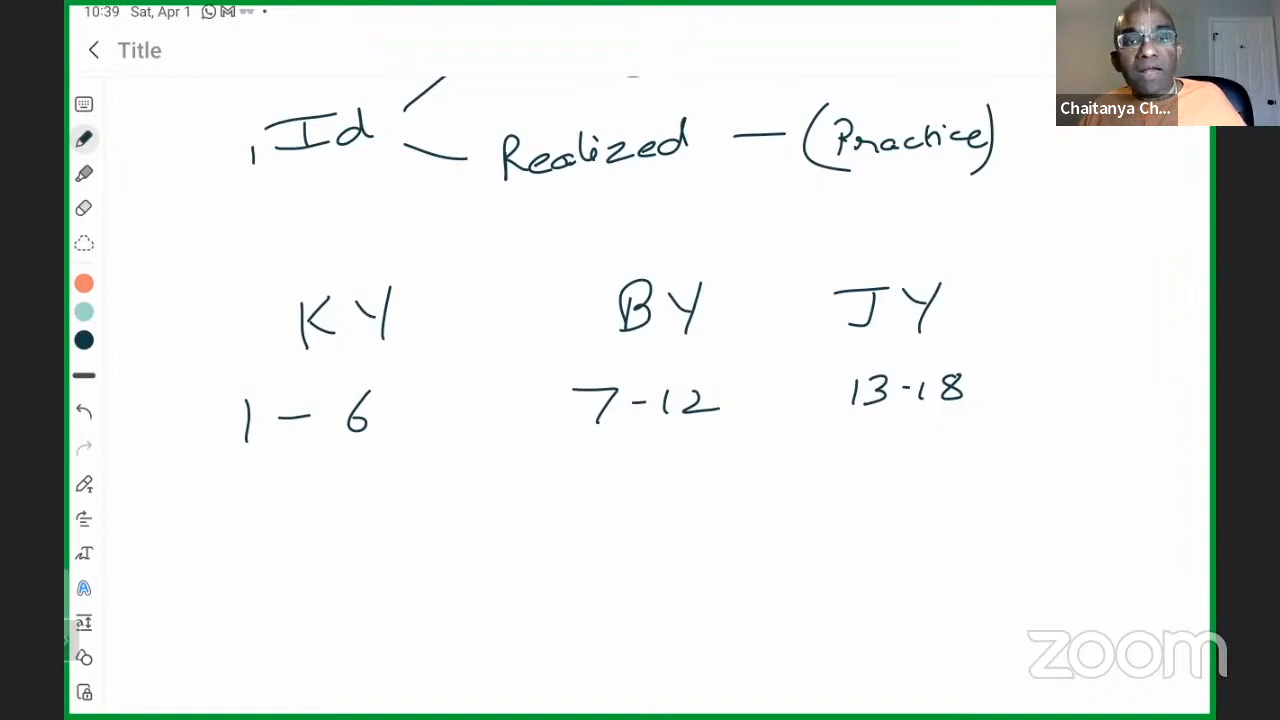 10:39 Sat, Apr 1
Title
Chaitanya Ch...
Id
Realized — (Practice)
KY BY JY
1 – 6 7-12 13-18
zoom